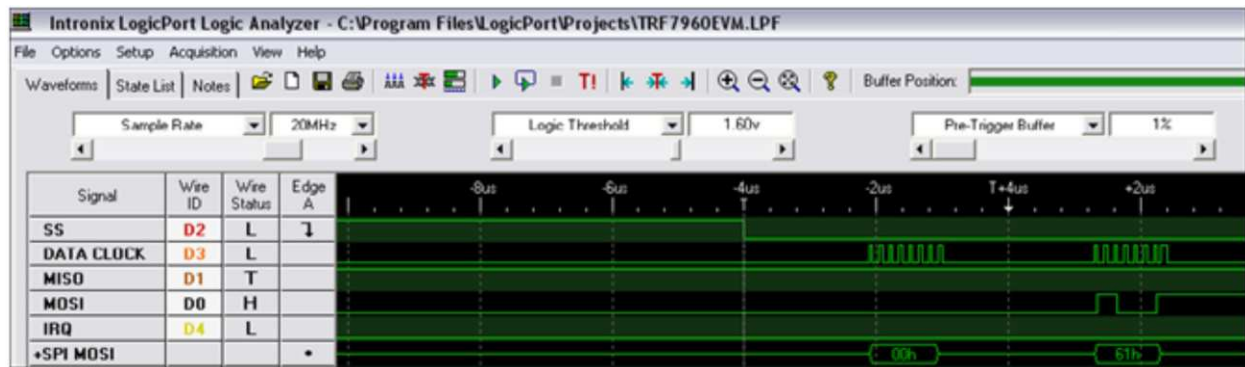 Intronix LogicPort Logic Analyzer - C:\Program Files\LogicPort\Projects\TRF7960EVM.LPF
File Options Setup Acquisition View Help
Waveforms State List Notes T! Buffer Position:
Sample Rate 20MHz Logic Threshold 1.60v Pre-Trigger Buffer 1%
Signal Wire ID Wire Status Edge A -8us -6us -4us -2us T+4us +2us
T
SS D2 L
DATA CLOCK D3 L
MISO D1 T
MOSI D0 H
IRQ D4 L
+SPI MOSI 00h 61h